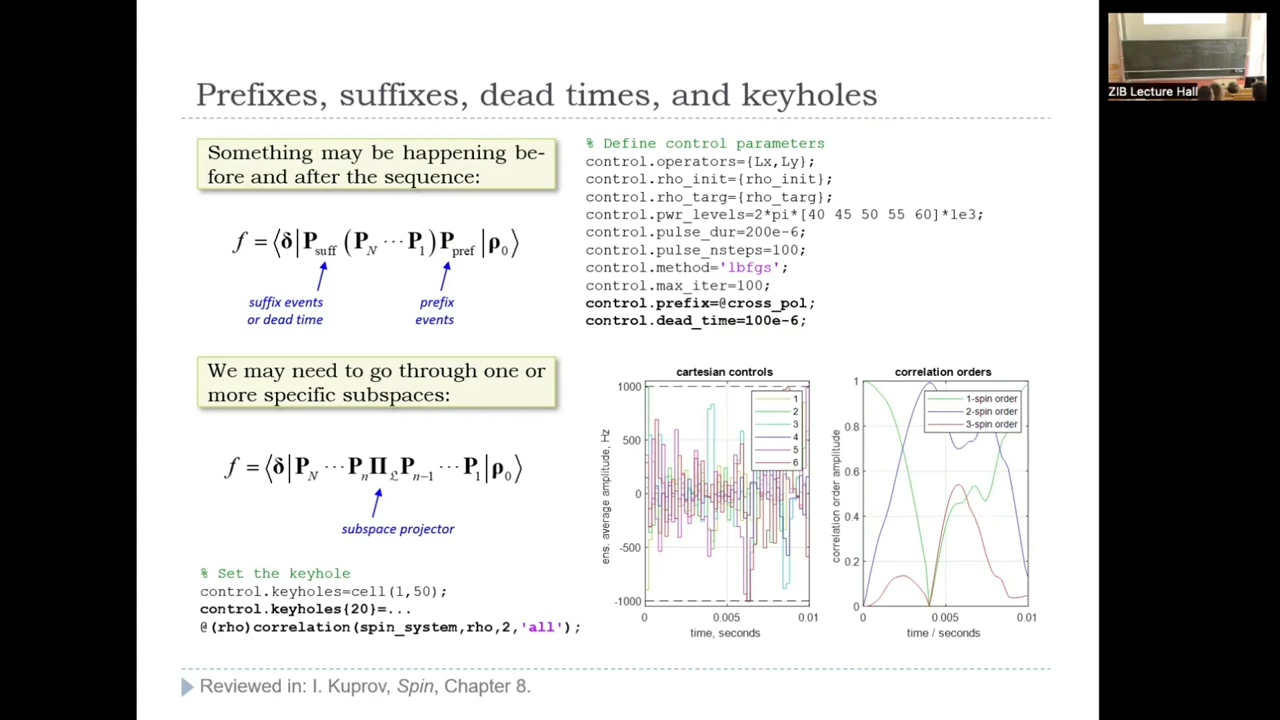 Prefixes, suffixes, dead times, and keyholes
Something may be happening be-
fore and after the sequence:
f = ⟨δ|P_suff (P_N ⋯ P_1) P_pref |ρ_0⟩
suffix events
or dead time
prefix
events
We may need to go through one or
more specific subspaces:
f = ⟨δ|P_N ⋯ P_n Π_ℒ P_{n−1} ⋯ P_1|ρ_0⟩
subspace projector
% Set the keyhole
control.keyholes=cell(1,50);
control.keyholes{20}=...
@(rho)correlation(spin_system,rho,2,'all');
% Define control parameters
control.operators={Lx,Ly};
control.rho_init={rho_init};
control.rho_targ={rho_targ};
control.pwr_levels=2*pi*[40 45 50 55 60]*1e3;
control.pulse_dur=200e-6;
control.pulse_nsteps=100;
control.method='lbfgs';
control.max_iter=100;
control.prefix=@cross_pol;
control.dead_time=100e-6;
cartesian controls
ens. average amplitude, Hz
1000
500
0
-500
-1000
1
2
3
4
5
6
0
0.005
0.01
time, seconds
correlation orders
correlation order amplitude
1
0.8
0.6
0.4
0.2
0
1-spin order
2-spin order
3-spin order
0
0.005
0.01
time / seconds
Reviewed in: I. Kuprov, Spin, Chapter 8.
ZIB Lecture Hall